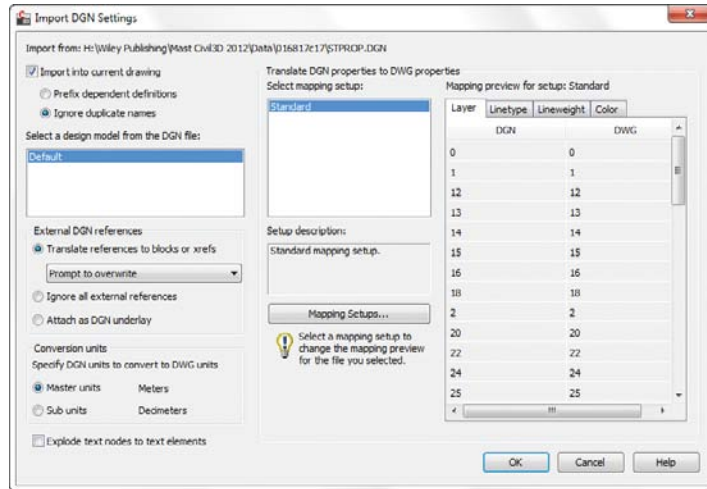 Import DGN Settings
Import from: H:\Wiley Publishing\Mast Civil3D 2012\Data\016817c17\STPROP.DGN
Import into current drawing
Prefix dependent definitions
Ignore duplicate names
Select a design model from the DGN file:
Default
External DGN references
Translate references to blocks or xrefs
Prompt to overwrite
Ignore all external references
Attach as DGN underlay
Conversion units
Specify DGN units to convert to DWG units
Master units Meters
Sub units Decimeters
Explode text nodes to text elements
Translate DGN properties to DWG properties
Select mapping setup:
Standard
Setup description:
Standard mapping setup.
Mapping Setups...
Select a mapping setup to
change the mapping preview
for the file you selected.
Mapping preview for setup: Standard
Layer Linetype Lineweight Color
DGN DWG
0 0
1 1
12 12
13 13
14 14
15 15
16 16
18 18
2 2
20 20
22 22
24 24
25 25
OK Cancel Help